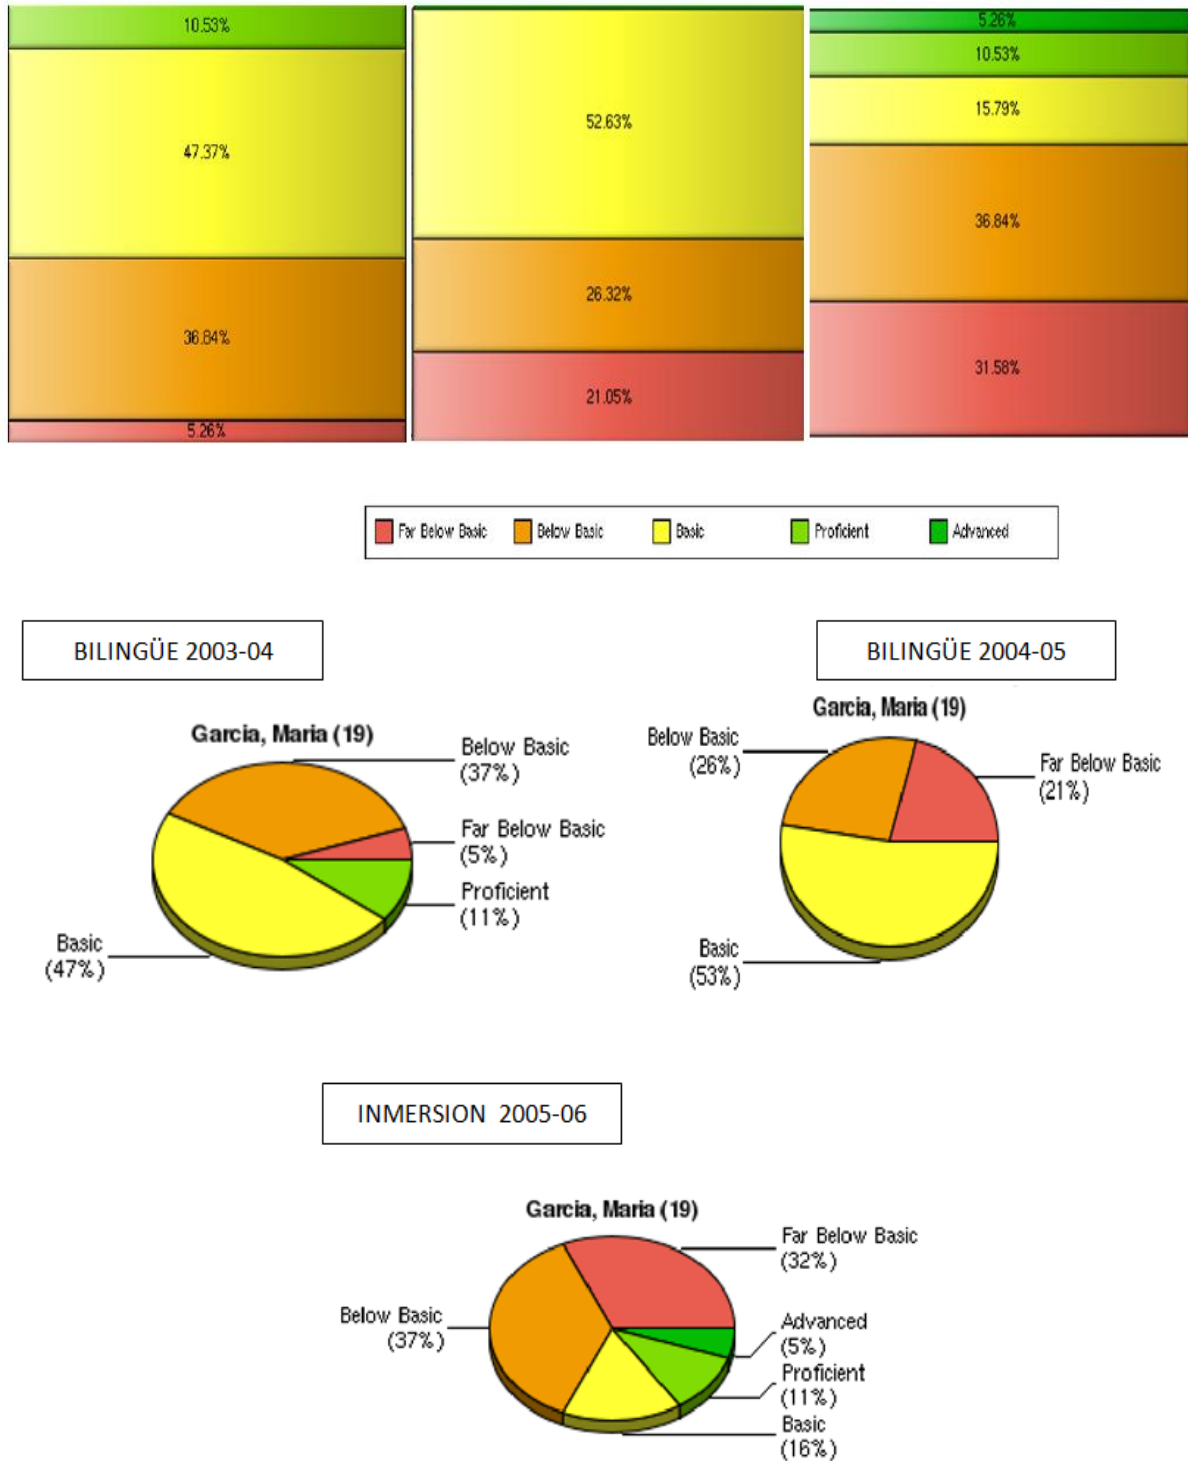 10.53%
47.37%
36.84%
5.26%
52.63%
26.32%
21.05%
5.26%
10.53%
15.79%
36.84%
31.58%
Far Below Basic Below Basic Basic Proficient Advanced
BILINGÜE 2003-04
BILINGÜE 2004-05
Garcia, Maria (19)
Below Basic
(37%)
Far Below Basic
(5%)
Proficient
(11%)
Basic
(47%)
Garcia, Maria (19)
Below Basic
(26%)
Far Below Basic
(21%)
Basic
(53%)
INMERSION 2005-06
Garcia, Maria (19)
Far Below Basic
(32%)
Below Basic
(37%)
Advanced
(5%)
Proficient
(11%)
Basic
(16%)